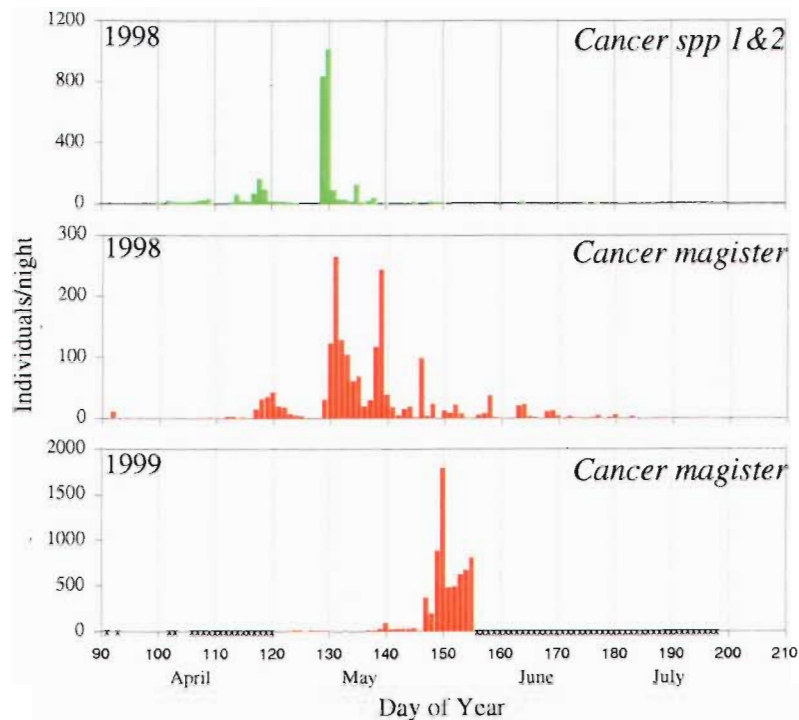 1200
1998
Cancer spp 1&2
800
400
0
300
1998
Cancer magister
200
Individuals/night
100
0
2000
1999
Cancer magister
1500
1000
500
0
90 100 110 120 130 140 150 160 170 180 190 200 210
April May June July
Day of Year